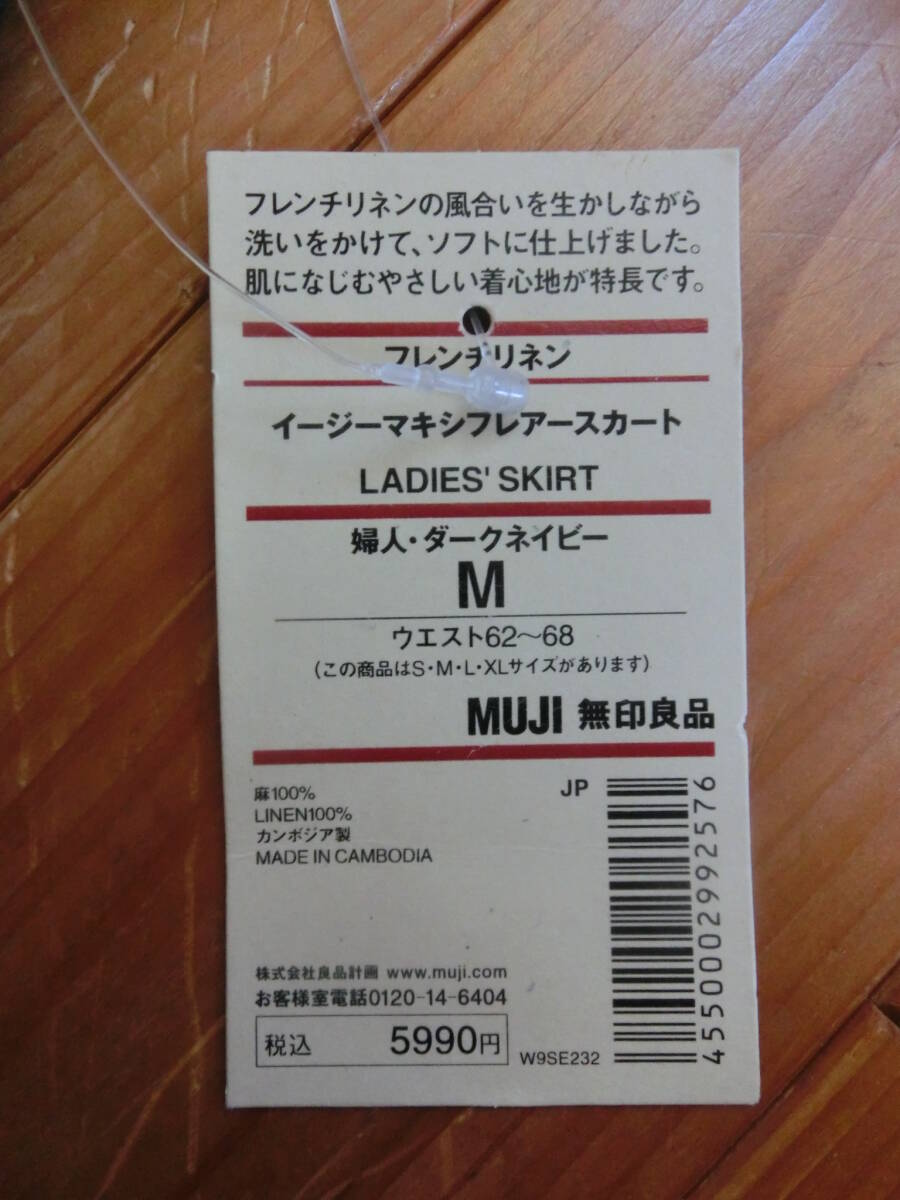 フレンチリネンの風合いを生かしながら
洗いをかけて、ソフトに仕上げました。
肌になじむやさしい着心地が特長です。
フレンチリネン
イージーマキシフレアースカート
LADIES' SKIRT
婦人・ダークネイビー
M
ウエスト62〜68
(この商品はS・M・L・XLサイズがあります)
MUJI 無印良品
麻100%
LINEN100%
カンボジア製
MADE IN CAMBODIA
JP
4550002992576
株式会社良品計画 www.muji.com
お客様室電話0120-14-6404
税込 5990円
W9SE232